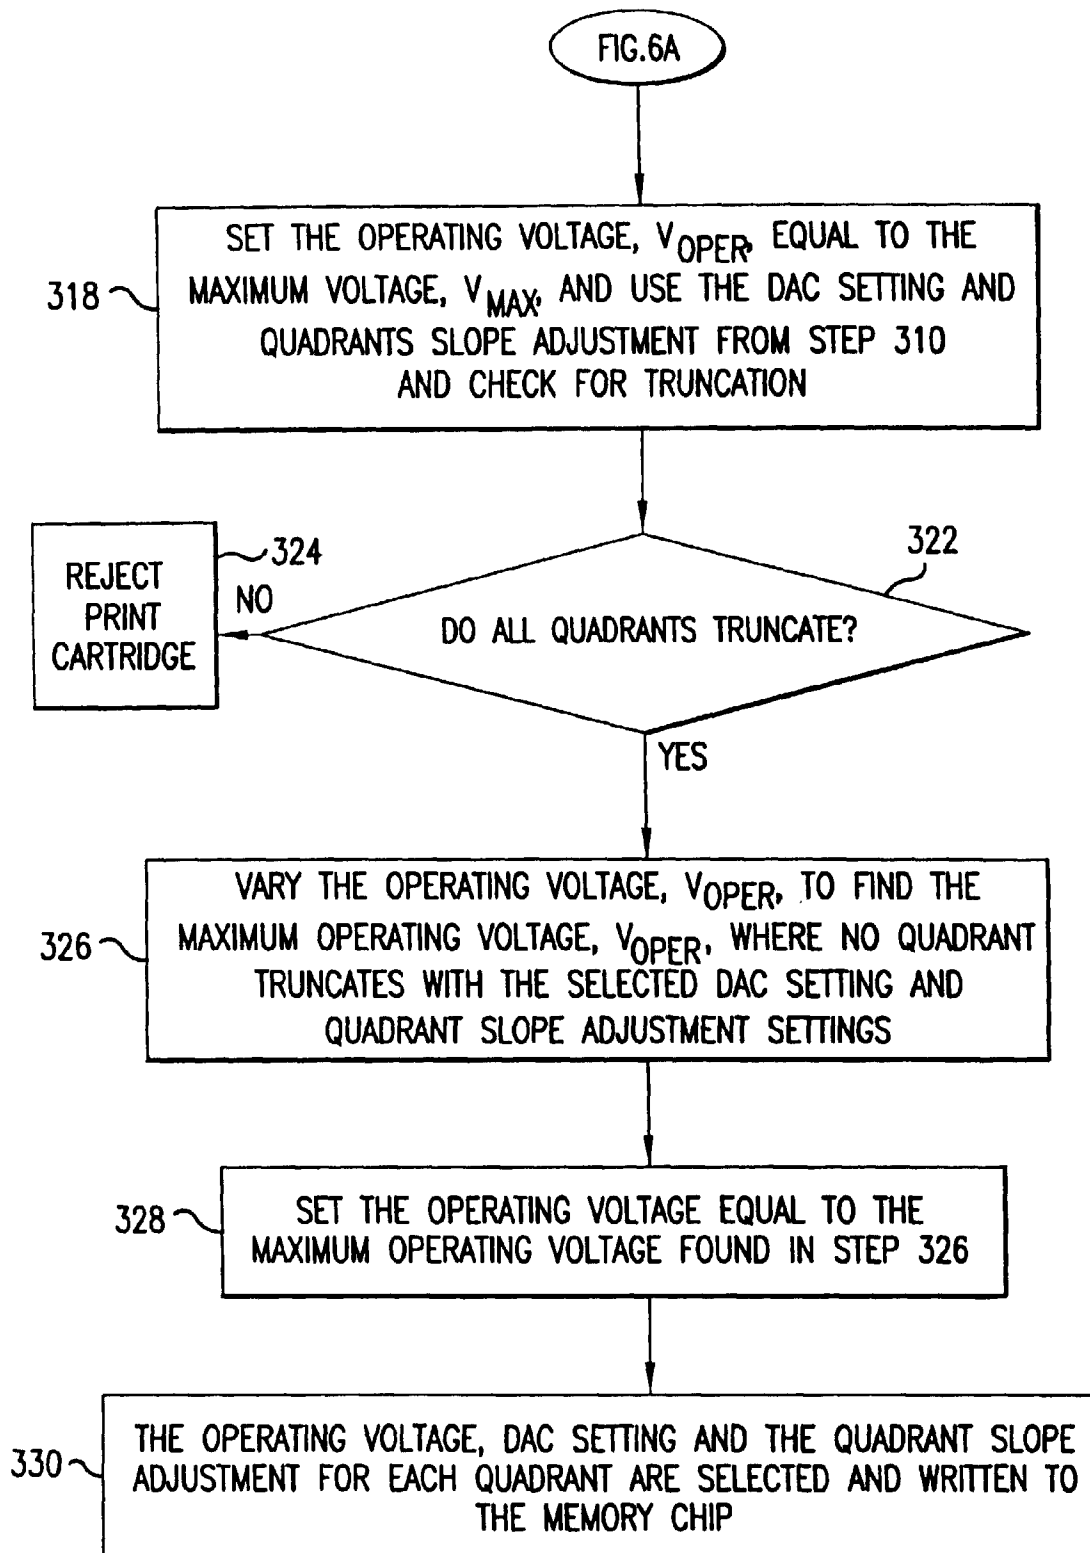 FIG.6A
SET THE OPERATING VOLTAGE, VOPER, EQUAL TO THE
MAXIMUM VOLTAGE, VMAX, AND USE THE DAC SETTING AND
QUADRANTS SLOPE ADJUSTMENT FROM STEP 310
AND CHECK FOR TRUNCATION
318
REJECT
PRINT
CARTRIDGE
324
NO
DO ALL QUADRANTS TRUNCATE?
322
YES
VARY THE OPERATING VOLTAGE, VOPER, TO FIND THE
MAXIMUM OPERATING VOLTAGE, VOPER, WHERE NO QUADRANT
TRUNCATES WITH THE SELECTED DAC SETTING AND
QUADRANT SLOPE ADJUSTMENT SETTINGS
326
SET THE OPERATING VOLTAGE EQUAL TO THE
MAXIMUM OPERATING VOLTAGE FOUND IN STEP 326
328
THE OPERATING VOLTAGE, DAC SETTING AND THE QUADRANT SLOPE
ADJUSTMENT FOR EACH QUADRANT ARE SELECTED AND WRITTEN TO
THE MEMORY CHIP
330